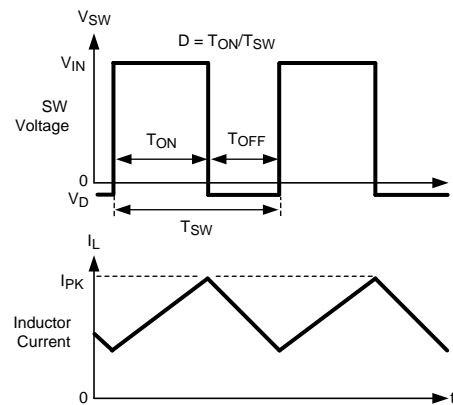 VSW
D = TON/TSW
VIN
SW
Voltage
TON
TOFF
0
VD
TSW
IL
IPK
Inductor
Current
0
t